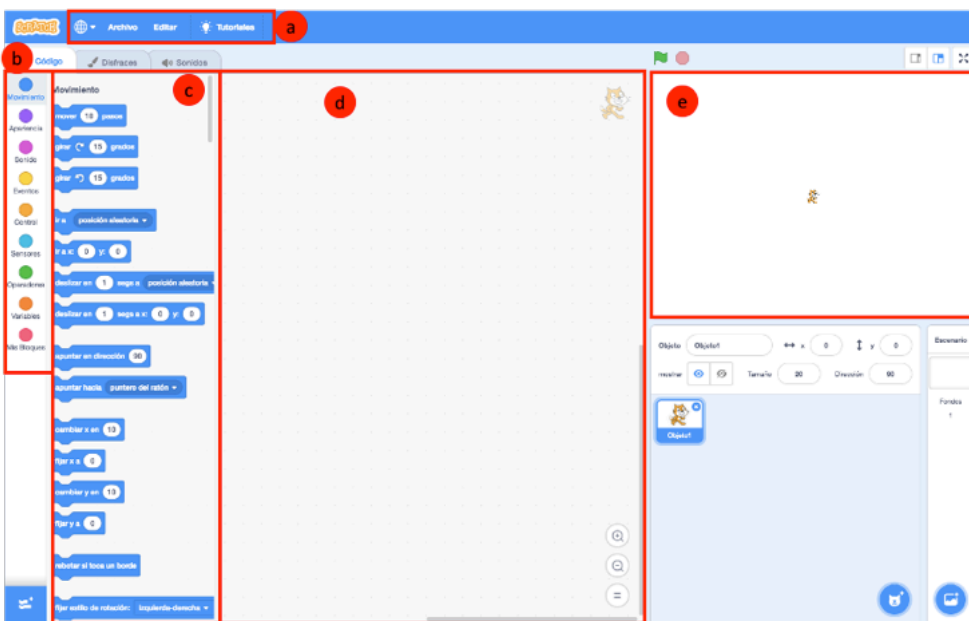 SCRATCH Archivo Editar Tutoriales a
b Código Disfraces Sonidos
Movimiento
Apariencia
Sonido
Eventos
Control
Sensores
Operadores
Variables
Mis Bloques
Movimiento c
mover 10 pasos
girar 15 grados
girar 15 grados
ir a posición aleatoria
ir a x: 0 y: 0
deslizar en 1 segs a posición aleatoria
deslizar en 1 segs a x: 0 y: 0
apuntar en dirección 90
apuntar hacia puntero del ratón
cambiar x en 10
fijar x a 0
cambiar y en 10
fijar y a 0
rebotar si toca un borde
fijar estilo de rotación: izquierda-derecha
d
e
Objeto Objeto1 x 0 y 0
mostrar Tamaño 20 Dirección 90
Objeto1
Escenario
Fondos
1